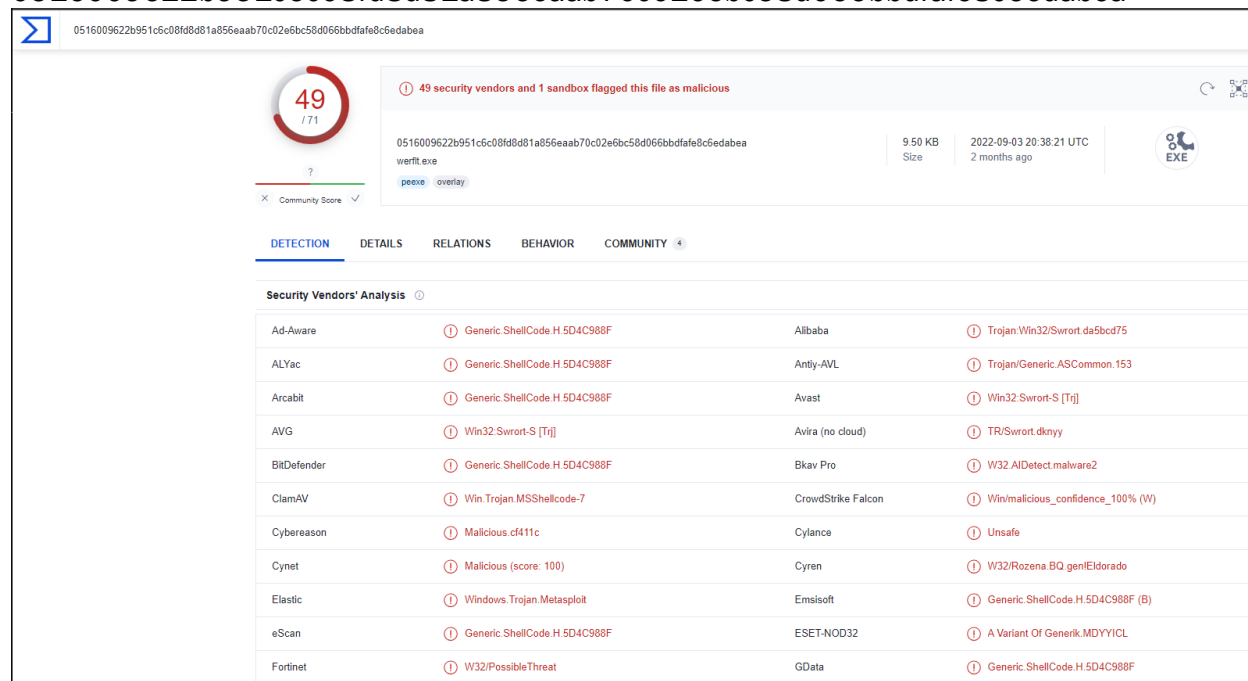 0516009622b951c6c08fd8d81a856eaab70c02e6bc58d066bbdfafe8c6edabea
49
/ 71
?
Community Score
49 security vendors and 1 sandbox flagged this file as malicious
0516009622b951c6c08fd8d81a856eaab70c02e6bc58d066bbdfafe8c6edabea
werfit.exe
peexe overlay
9.50 KB
Size
2022-09-03 20:38:21 UTC
2 months ago
EXE
DETECTION DETAILS RELATIONS BEHAVIOR COMMUNITY 4
Security Vendors' Analysis
Ad-Aware Generic.ShellCode.H.5D4C988F Alibaba Trojan:Win32/Swrort.da5bcd75
ALYac Generic.ShellCode.H.5D4C988F Antiy-AVL Trojan/Generic.ASCommon.153
Arcabit Generic.ShellCode.H.5D4C988F Avast Win32:Swrort-S [Trj]
AVG Win32:Swrort-S [Trj] Avira (no cloud) TR/Swrort.dknyy
BitDefender Generic.ShellCode.H.5D4C988F Bkav Pro W32.AIDetect.malware2
ClamAV Win.Trojan.MSShellcode-7 CrowdStrike Falcon Win/malicious_confidence_100% (W)
Cybereason Malicious.cf411c Cylance Unsafe
Cynet Malicious (score: 100) Cyren W32/Rozena.BQ.gen!Eldorado
Elastic Windows.Trojan.Metasploit Emsisoft Generic.ShellCode.H.5D4C988F (B)
eScan Generic.ShellCode.H.5D4C988F ESET-NOD32 A Variant Of Generik.MDYYICL
Fortinet W32/PossibleThreat GData Generic.ShellCode.H.5D4C988F